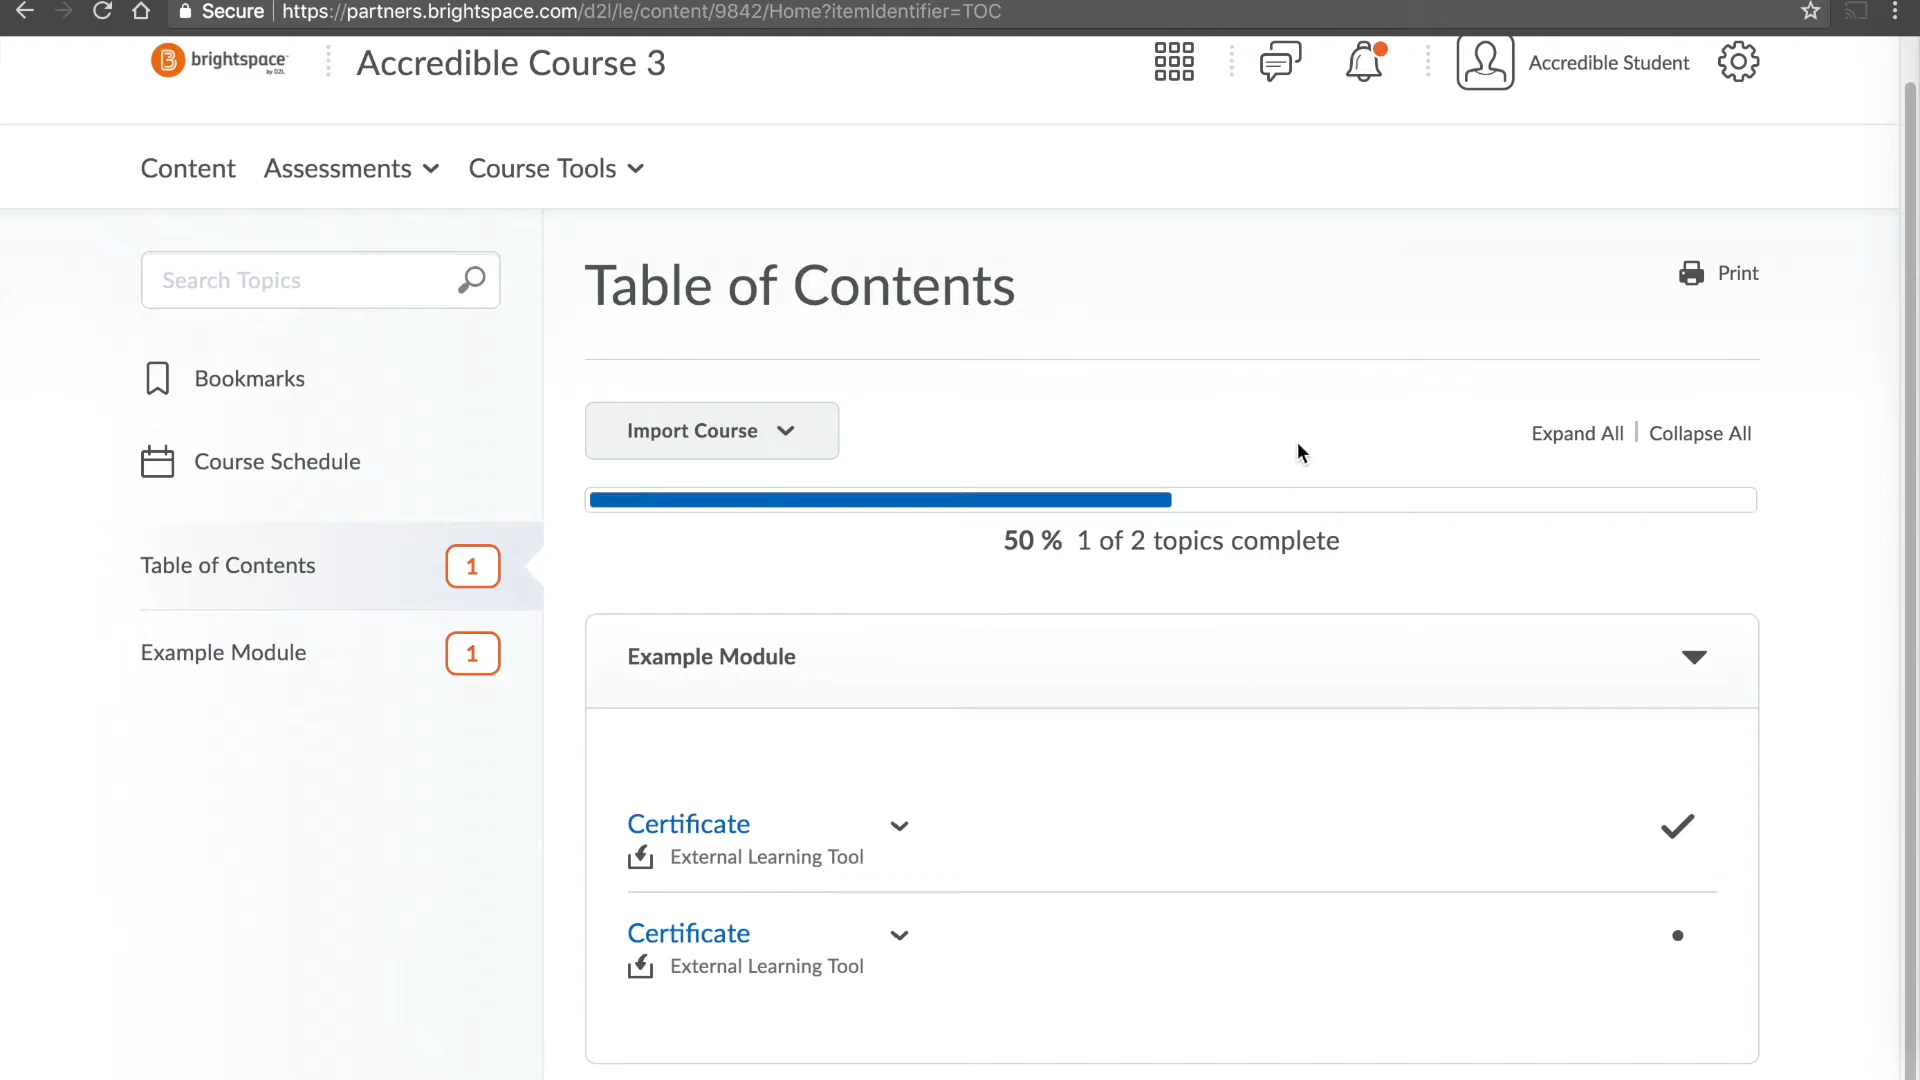 Secure https://partners.brightspace.com/d2l/le/content/9842/Home?itemIdentifier=TOC
brightspace Accredible Course 3 Accredible Student
by D2L
Content Assessments Course Tools
Search Topics
Table of Contents
Print
Bookmarks
Import Course
Expand All | Collapse All
Course Schedule
50 % 1 of 2 topics complete
Table of Contents 1
Example Module 1
Example Module
Certificate
External Learning Tool
Certificate
External Learning Tool